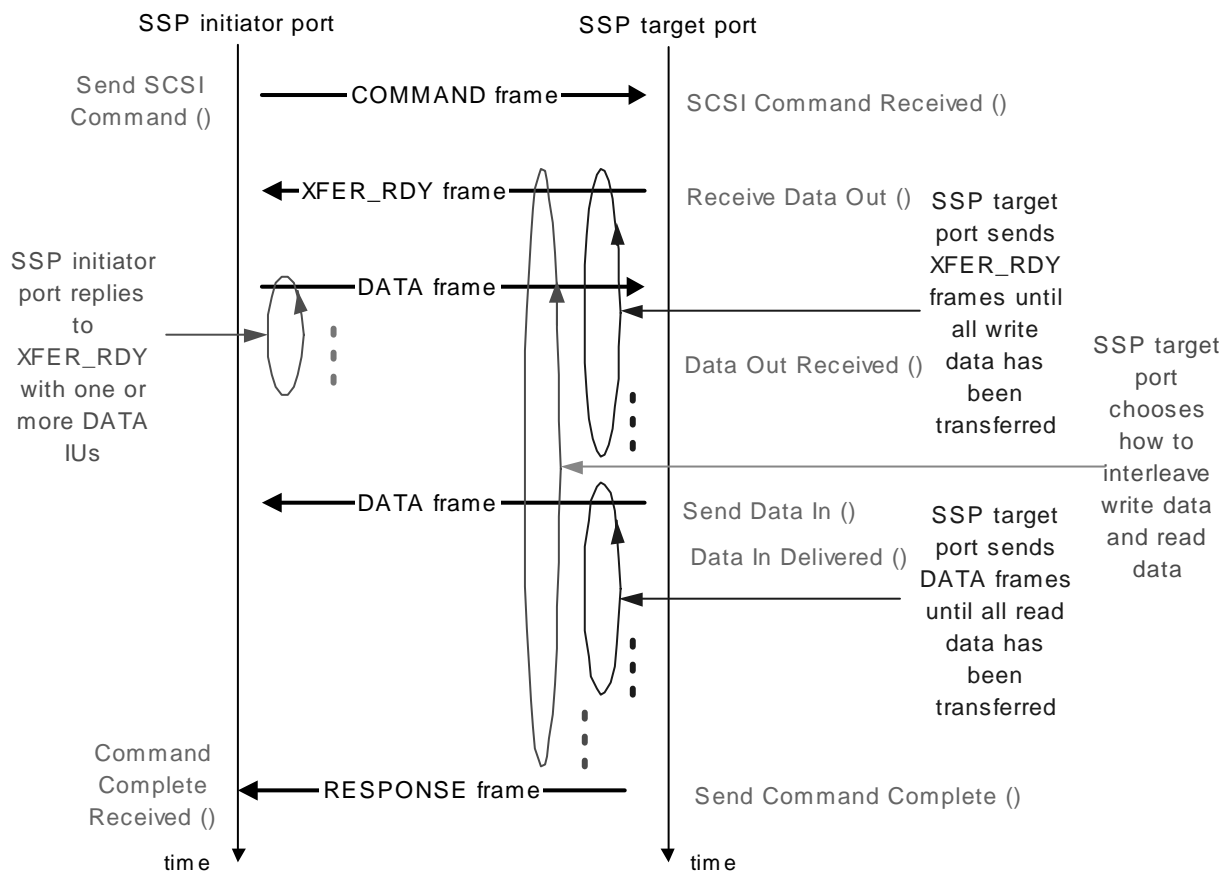 SSP initiator port
SSP target port
Send SCSI
Command ()
COMMAND frame
SCSI Command Received ()
XFER_RDY frame
Receive Data Out ()
SSP target
port sends
XFER_RDY
frames until
all write
data has
been
transferred
SSP initiator
port replies
to
XFER_RDY
with one or
more DATA
IUs
DATA frame
Data Out Received ()
SSP target
port
chooses
how to
interleave
write data
and read
data
DATA frame
Send Data In ()
Data In Delivered ()
SSP target
port sends
DATA frames
until all read
data has
been
transferred
Command
Complete
Received ()
RESPONSE frame
Send Command Complete ()
time
time